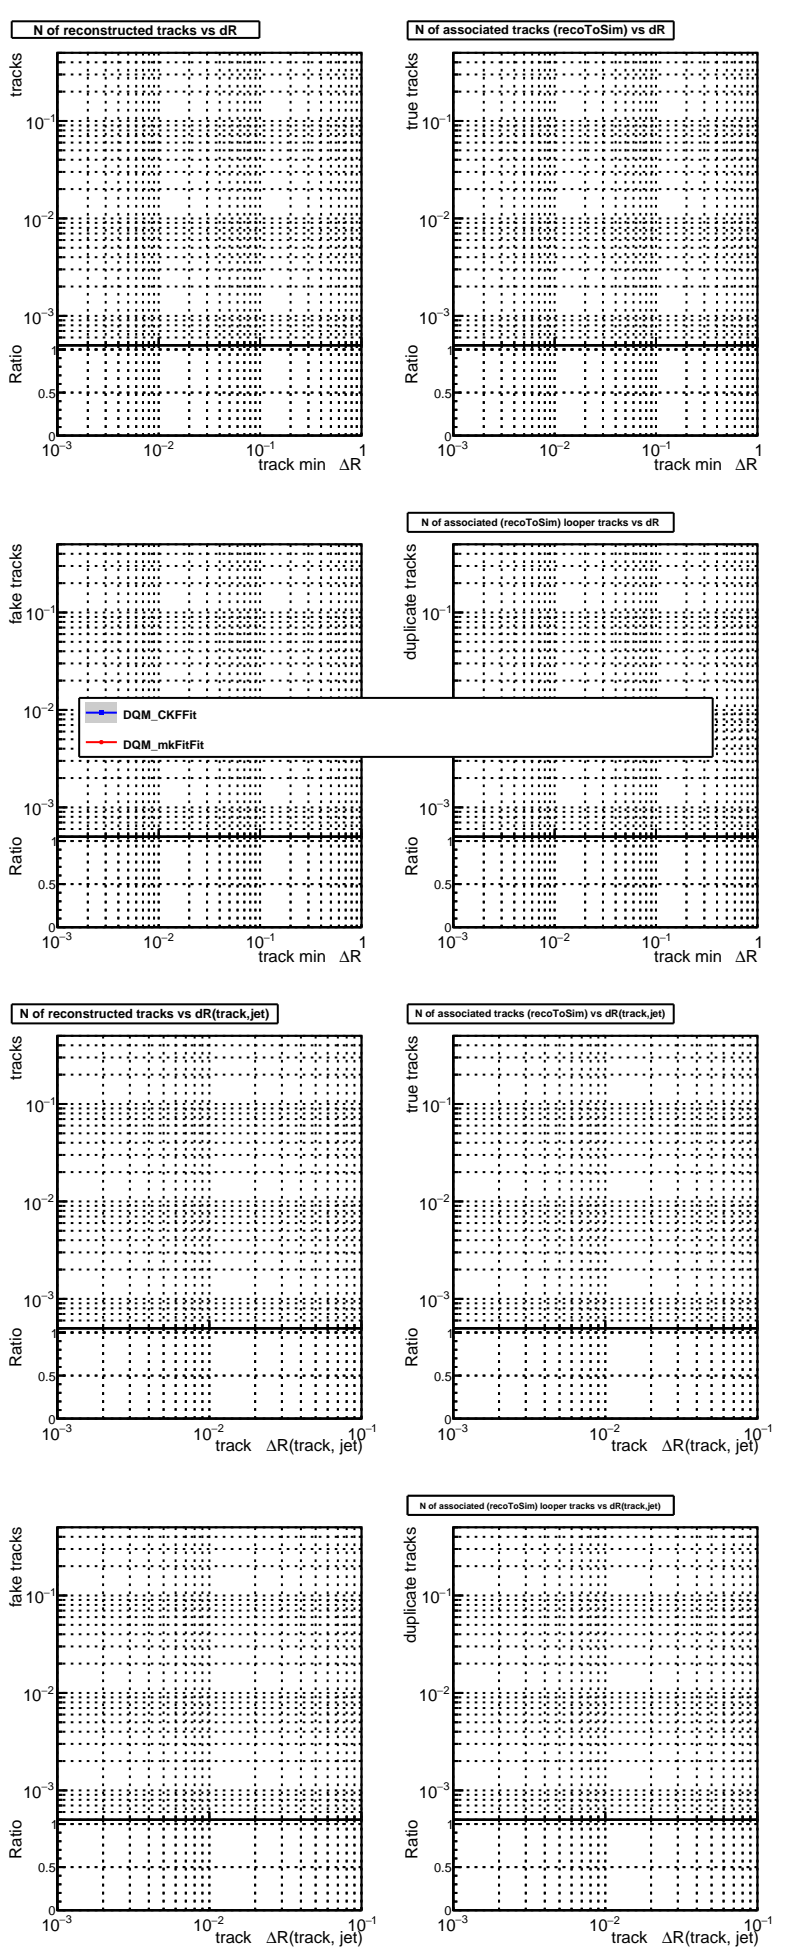 N of reconstructed tracks vs dR
tracks
10−1
10−2
10−3
Ratio
1
0.5
0
10−3 10−2 10−1 1
track min ΔR
N of associated tracks (recoToSim) vs dR
true tracks
10−1
10−2
10−3
Ratio
1
0.5
0
10−3 10−2 10−1 1
track min ΔR
fake tracks
10−1
10−2
10−3
Ratio
1
0.5
0
10−3 10−2 10−1 1
track min ΔR
N of associated (recoToSim) looper tracks vs dR
duplicate tracks
10−1
10−3
Ratio
1
0.5
0
10−3 10−2 10−1 1
track min ΔR
DQM_CKFFit
DQM_mkFitFit
N of reconstructed tracks vs dR(track,jet)
tracks
10−1
10−2
10−3
Ratio
1
0.5
0
10−3 10−2 10−1
track ΔR(track, jet)
N of associated tracks (recoToSim) vs dR(track,jet)
true tracks
10−1
10−2
10−3
Ratio
1
0.5
0
10−3 10−2 10−1
track ΔR(track, jet)
fake tracks
10−1
10−2
10−3
Ratio
1
0.5
0
10−3 10−2 10−1
track ΔR(track, jet)
N of associated (recoToSim) looper tracks vs dR(track,jet)
duplicate tracks
10−1
10−2
10−3
Ratio
1
0.5
0
10−3 10−2 10−1
track ΔR(track, jet)